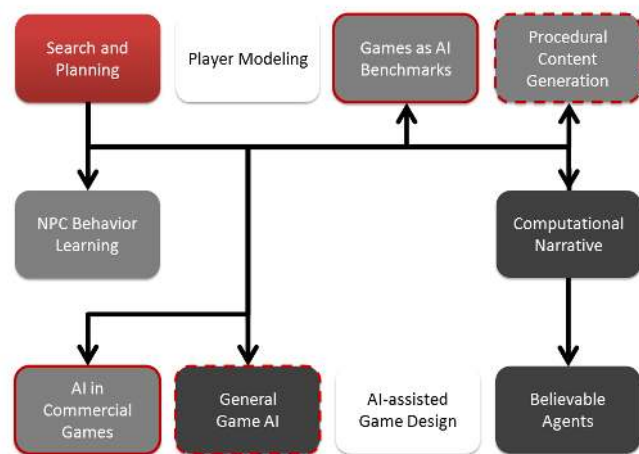 Search and
Planning
Player Modeling
Games as AI
Benchmarks
Procedural
Content
Generation
NPC Behavior
Learning
Computational
Narrative
AI in
Commercial
Games
General
Game AI
AI-assisted
Game Design
Believable
Agents